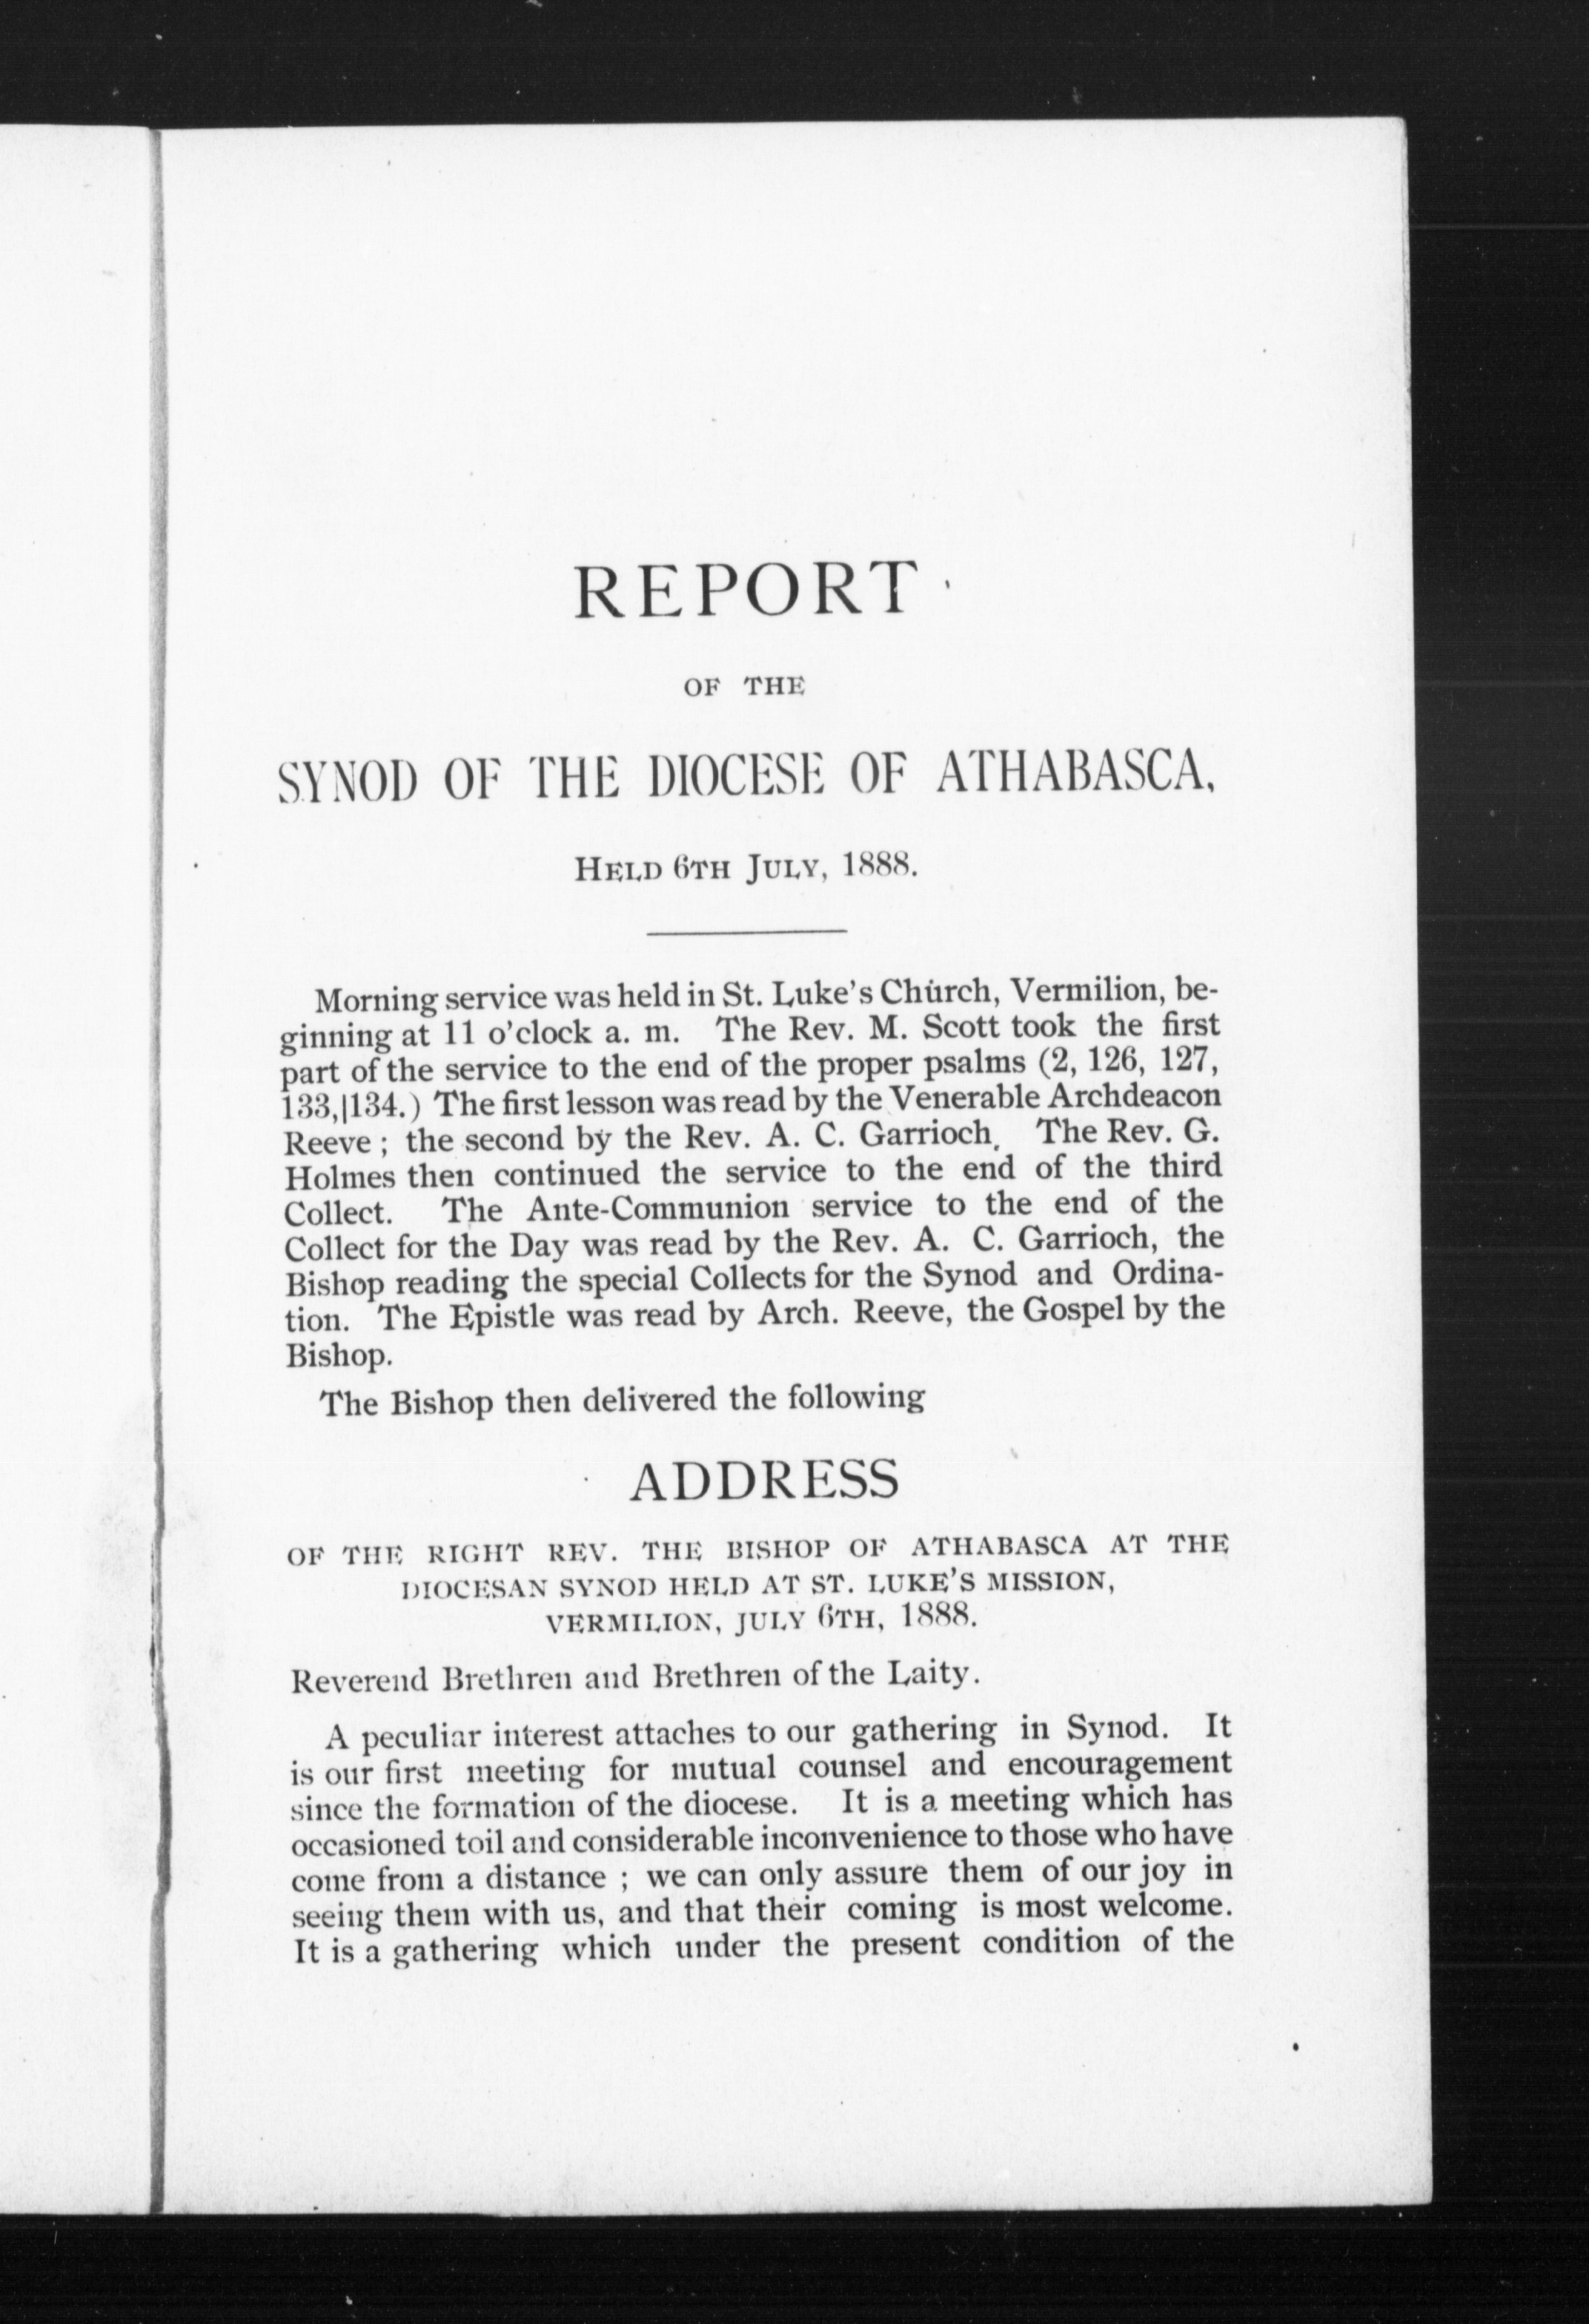 REPORT
OF THE
SYNOD OF THE DIOCESE OF ATHABASCA,
HELD 6TH JULY, 1888.
Morning service was held in St. Luke's Church, Vermilion, be-
ginning at 11 o'clock a. m. The Rev. M. Scott took the first
part of the service to the end of the proper psalms (2, 126, 127,
133,|134.) The first lesson was read by the Venerable Archdeacon
Reeve ; the second by the Rev. A. C. Garrioch. The Rev. G.
Holmes then continued the service to the end of the third
Collect. The Ante-Communion service to the end of the
Collect for the Day was read by the Rev. A. C. Garrioch, the
Bishop reading the special Collects for the Synod and Ordina-
tion. The Epistle was read by Arch. Reeve, the Gospel by the
Bishop.
The Bishop then delivered the following
ADDRESS
OF THE RIGHT REV. THE BISHOP OF ATHABASCA AT THE
DIOCESAN SYNOD HELD AT ST. LUKE'S MISSION,
VERMILION, JULY 6TH, 1888.
Reverend Brethren and Brethren of the Laity.
A peculiar interest attaches to our gathering in Synod. It
is our first meeting for mutual counsel and encouragement
since the formation of the diocese. It is a meeting which has
occasioned toil and considerable inconvenience to those who have
come from a distance ; we can only assure them of our joy in
seeing them with us, and that their coming is most welcome.
It is a gathering which under the present condition of the